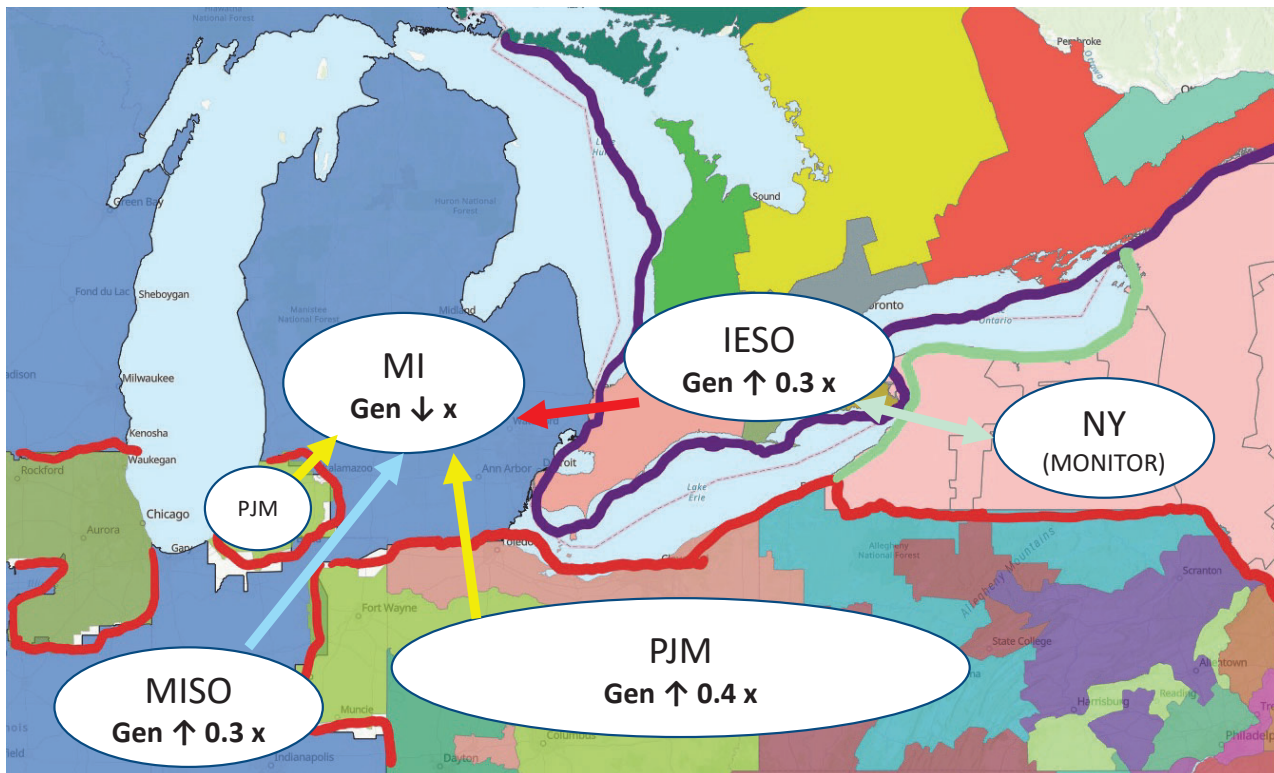 Pembroke
Sound
Green Bay
Huron National
Forest
Fond du Lac
Sheboygan
Manistee
National Forest
Midland
Toronto
Ontario
IESO
Gen ↑ 0.3 x
MI
Gen ↓ x
Milwaukee
Kenosha
Waukegan
Rockford
NY
(MONITOR)
Ann Arbor
Detroit
Lake
Erie
PJM
Chicago
Aurora
Gary
Toledo
Allegheny
National Forest
Allegheny Mountains
Scranton
Fort Wayne
State College
PJM
Gen ↑ 0.4 x
MISO
Gen ↑ 0.3 x
Muncie
Allentown
Reading
Harrisburg
Indianapolis
Dayton
Columbus
Philadelp